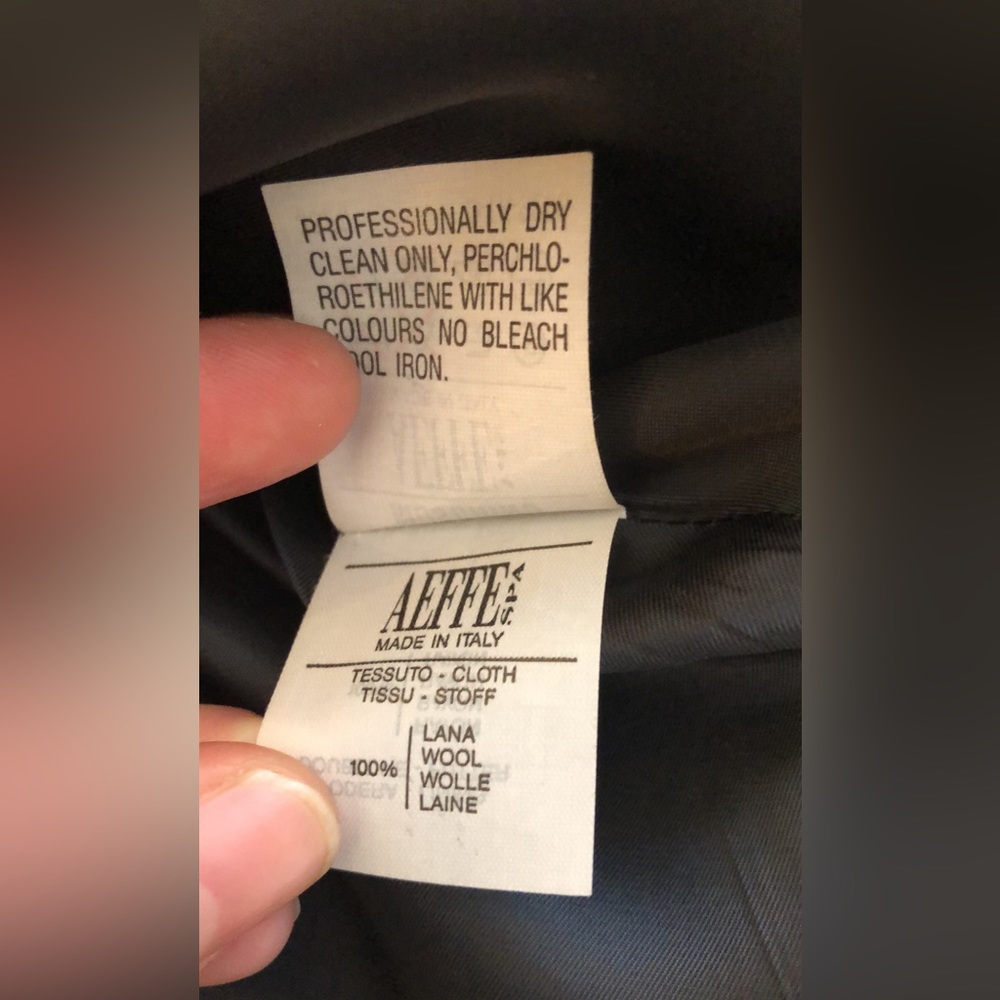 PROFESSIONALLY DRY
CLEAN ONLY, PERCHLO-
ROETHILENE WITH LIKE
COLOURS NO BLEACH
IRON.
AEFFE SPA
MADE IN ITALY
TESSUTO - CLOTH
TISSU - STOFF
100%
LANA
WOOL
WOLLE
LAINE